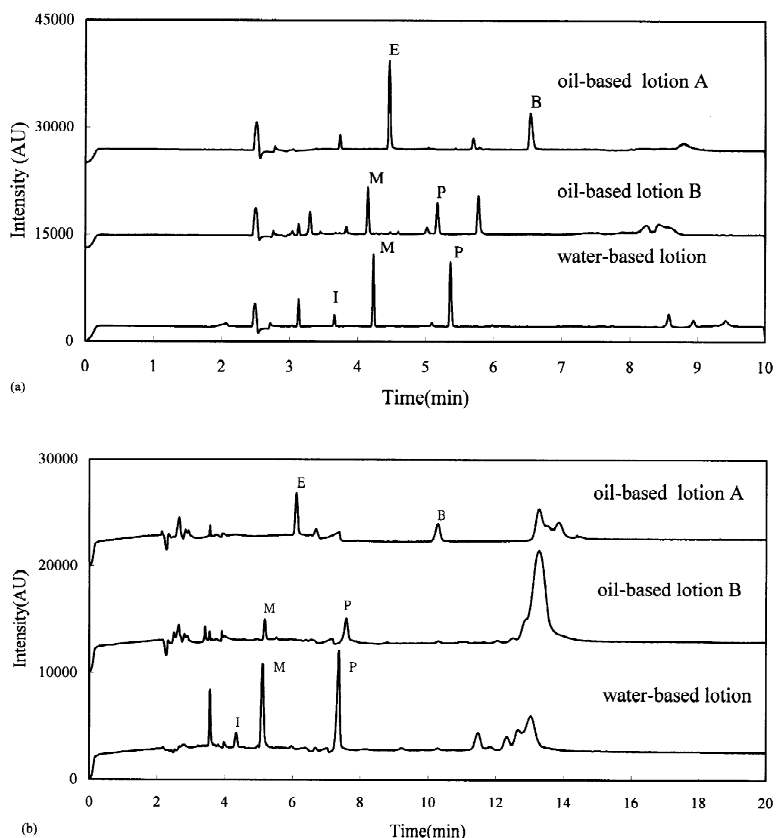 45000
E
oil-based lotion A
B
30000
Intensity (AU)
M
P
oil-based lotion B
15000
M
P
water-based lotion
I
0
0 1 2 3 4 5 6 7 8 9 10
(a)
Time(min)
30000
E
oil-based lotion A
B
20000
Intensity(AU)
M
P
oil-based lotion B
10000
M
P
water-based lotion
I
0
0 2 4 6 8 10 12 14 16 18 20
(b)
Time(min)